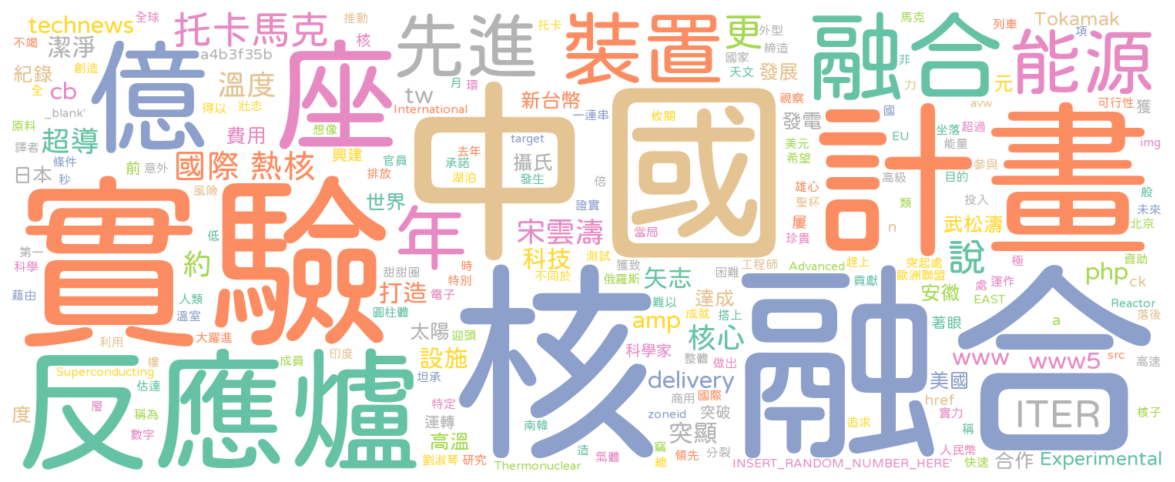 technews 全球 推動 托卡馬克 托卡 先進 裝置 更 外型 Tokamak 馬克 列車 項
不竭 潔淨 核 a4b3f35b 億 座 國家 締造 融合 非 能源
紀錄 創造 溫度 月 環 tw 新台幣 天文 發展 元 力 avw 可行性 獲
全 cb International 一連串 視察
_blank' 得以 壯志 中國 攸關 計畫 國 坐落 超過
原料 超導 費用 想像 target 發電 美元 EU 能量 img
譯者 前 意外 興建 官員 去年 攝氏 希望 參與
日本 條件 國際 熱核 承諾 發生 高級 目的 般
秒 排放 湖泊 倍 雄心 聖杯 類 投入 未來
實驗 風險 世界 年 證實 屢 武松濤 北京
第一 低 約 宋雲濤 當局 珍貴 n 說 極
科學 甜甜圈 時 科技 測試 工程師 趕上 突起處 資助
藉由 人類 特別 不同於 獲致 困難 Advanced 歐洲聯盟 處 運作 php ck
溫室 打造 電子 俄羅斯 矢志 達成 貢獻 安徽 EAST Reactor
大躍進 圓柱體 核融合 難以 搭上 著眼 a 落後
利用 太陽 迎頭 amp 成就 核心 www www5 src
反應爐 樓 成員 印度 設施 科學家 整體 做出 美國 高速
Superconducting 坦承 delivery 商用 國際 href ITER
估達 層 稱為 特定 南韓 zoneid 突破 追求 實力 核子
數字 運轉 高溫 造 竊 突顯 分裂 稱 人民幣
劉淑琴 研究 Thermonuclear 氣體 總 領先 INSERT_RANDOM_NUMBER_HERE' 快速 合作 Experimental